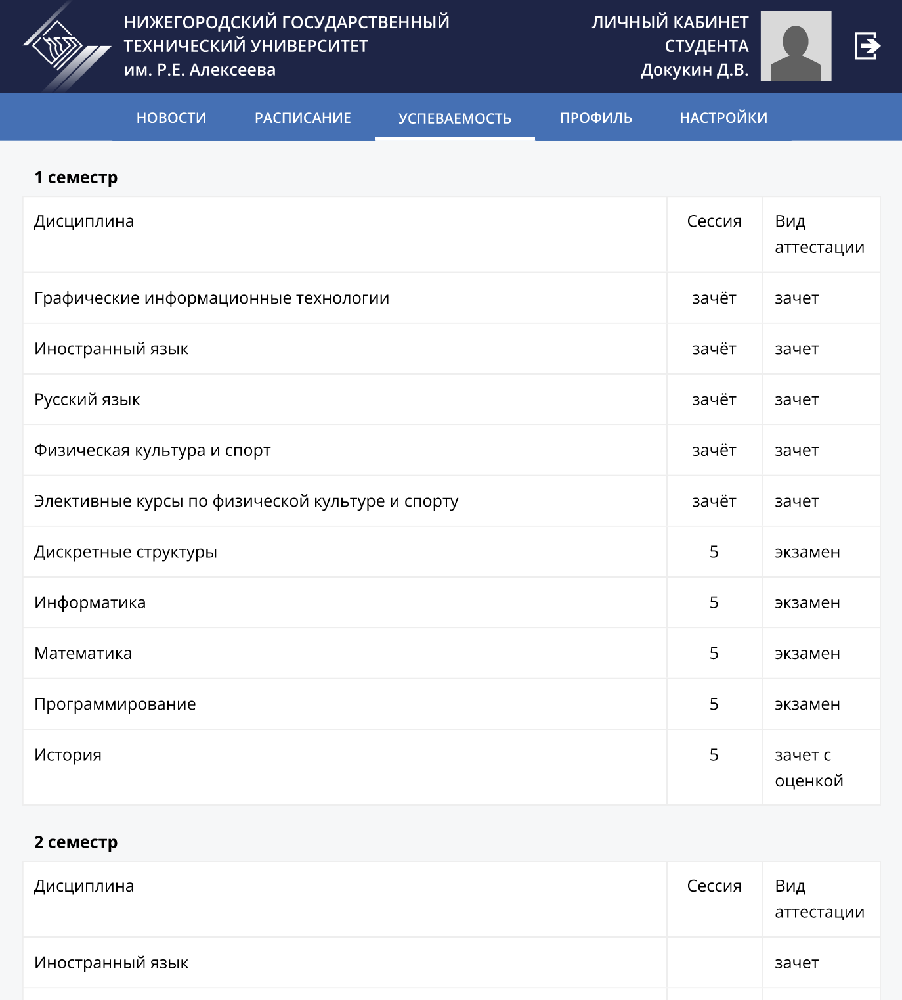 НИЖЕГОРОДСКИЙ ГОСУДАРСТВЕННЫЙ
ТЕХНИЧЕСКИЙ УНИВЕРСИТЕТ
им. Р.Е. Алексеева
ЛИЧНЫЙ КАБИНЕТ
СТУДЕНТА
Докукин Д.В.
НОВОСТИ РАСПИСАНИЕ УСПЕВАЕМОСТЬ ПРОФИЛЬ НАСТРОЙКИ
1 семестр
Дисциплина Сессия Вид
аттестации
Графические информационные технологии зачёт зачет
Иностранный язык зачёт зачет
Русский язык зачёт зачет
Физическая культура и спорт зачёт зачет
Элективные курсы по физической культуре и спорту зачёт зачет
Дискретные структуры 5 экзамен
Информатика 5 экзамен
Математика 5 экзамен
Программирование 5 экзамен
История 5 зачет с
оценкой
2 семестр
Дисциплина Сессия Вид
аттестации
Иностранный язык зачет